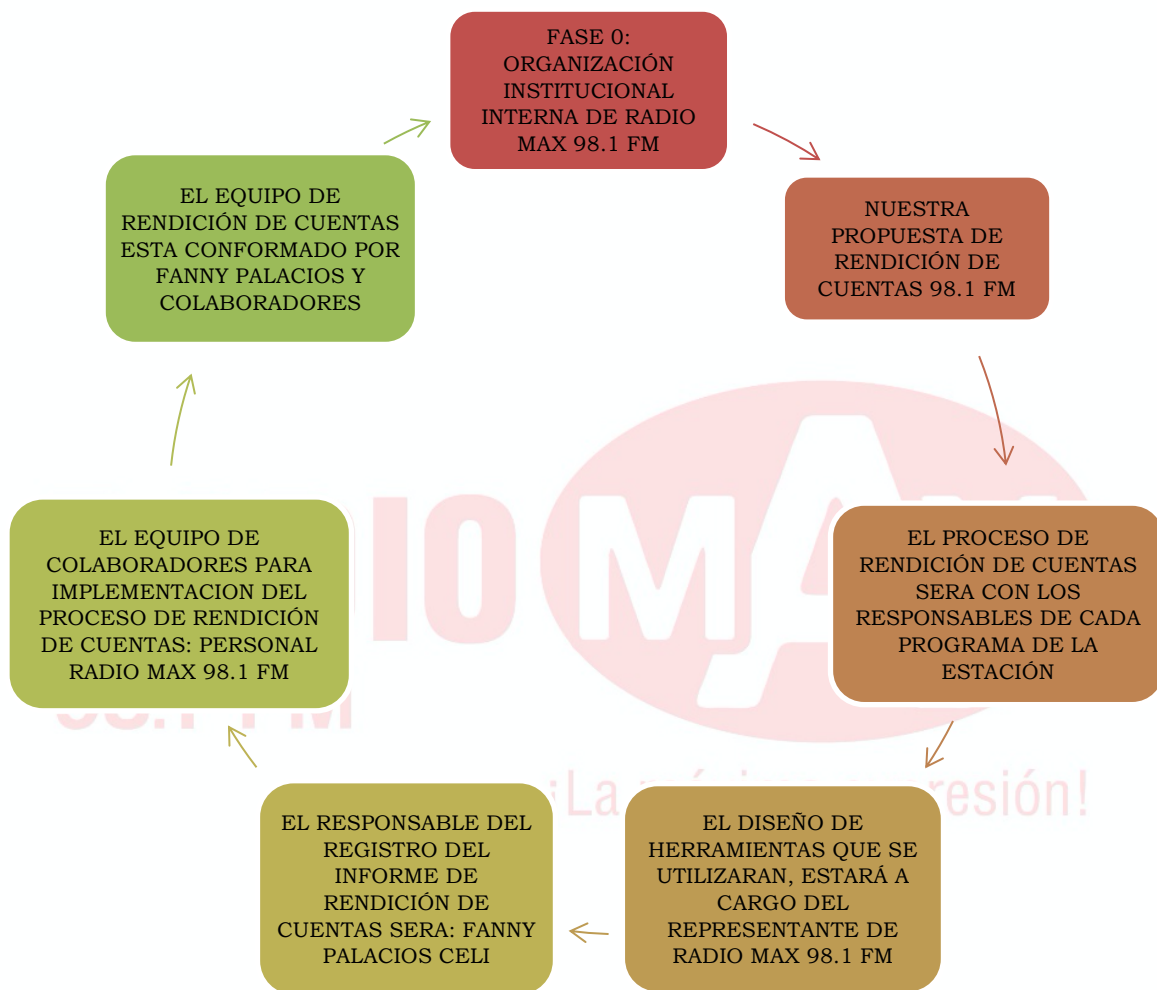 FASE 0:
ORGANIZACIÓN
INSTITUCIONAL
INTERNA DE RADIO
MAX 98.1 FM
NUESTRA
PROPUESTA DE
RENDICIÓN DE
CUENTAS 98.1 FM
EL PROCESO DE
RENDICIÓN DE CUENTAS
SERA CON LOS
RESPONSABLES DE CADA
PROGRAMA DE LA
ESTACIÓN
EL DISEÑO DE
HERRAMIENTAS QUE SE
UTILIZARAN, ESTARÁ A
CARGO DEL
REPRESENTANTE DE
RADIO MAX 98.1 FM
EL RESPONSABLE DEL
REGISTRO DEL
INFORME DE
RENDICIÓN DE
CUENTAS SERA: FANNY
PALACIOS CELI
EL EQUIPO DE
COLABORADORES PARA
IMPLEMENTACION DEL
PROCESO DE RENDICIÓN
DE CUENTAS: PERSONAL
RADIO MAX 98.1 FM
EL EQUIPO DE
RENDICIÓN DE CUENTAS
ESTA CONFORMADO POR
FANNY PALACIOS Y
COLABORADORES
¡La